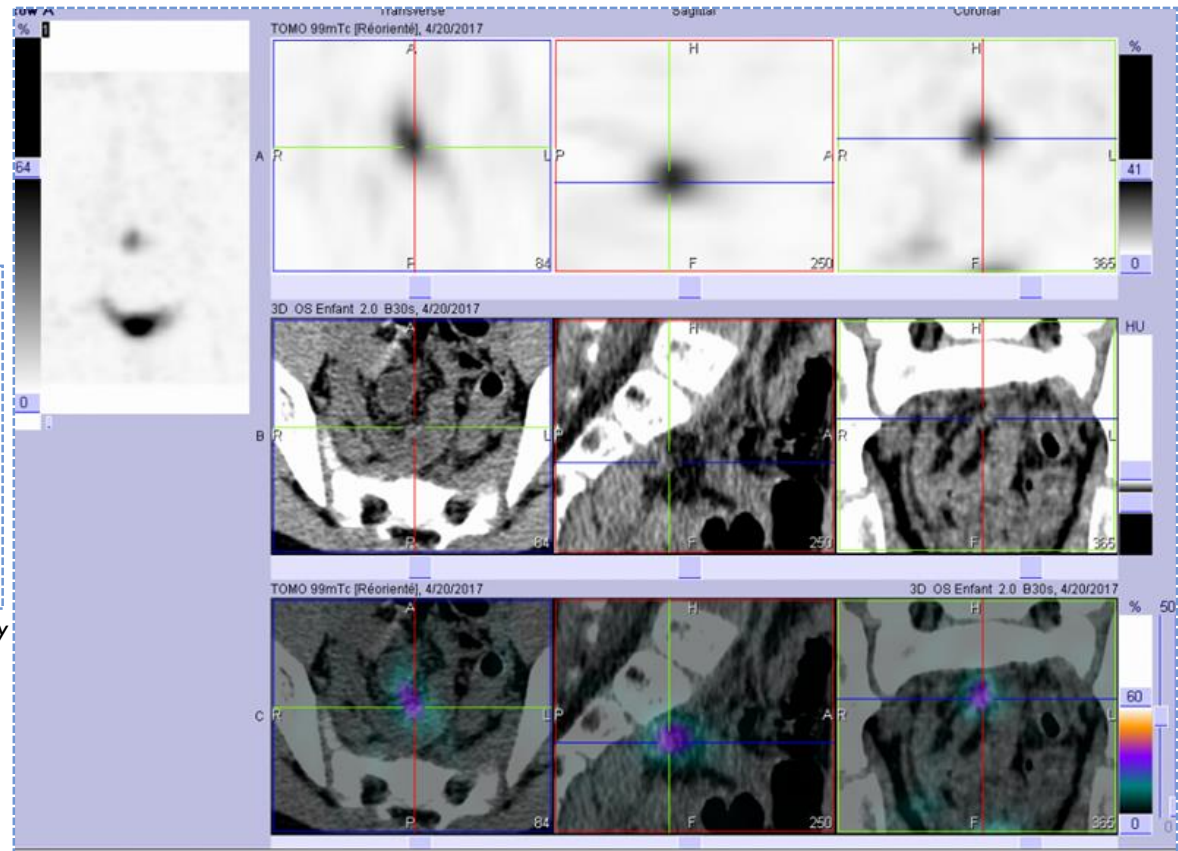 Transverse Sagittal Coronal
% 1
TOMO 99mTc [Réorienté], 4/20/2017
A H H %
64
A R L P A R L 41
P 84 F 250 F 365 0
3D OS Enfant 2.0 B30s, 4/20/2017
A H H HU
0
B R L P A R L
P 84 F 250 F 365
TOMO 99mTc [Réorienté], 4/20/2017 3D OS Enfant 2.0 B30s, 4/20/2017
A H H % 50
y
C R L P A R L 60
P 84 F 250 F 365 0 0